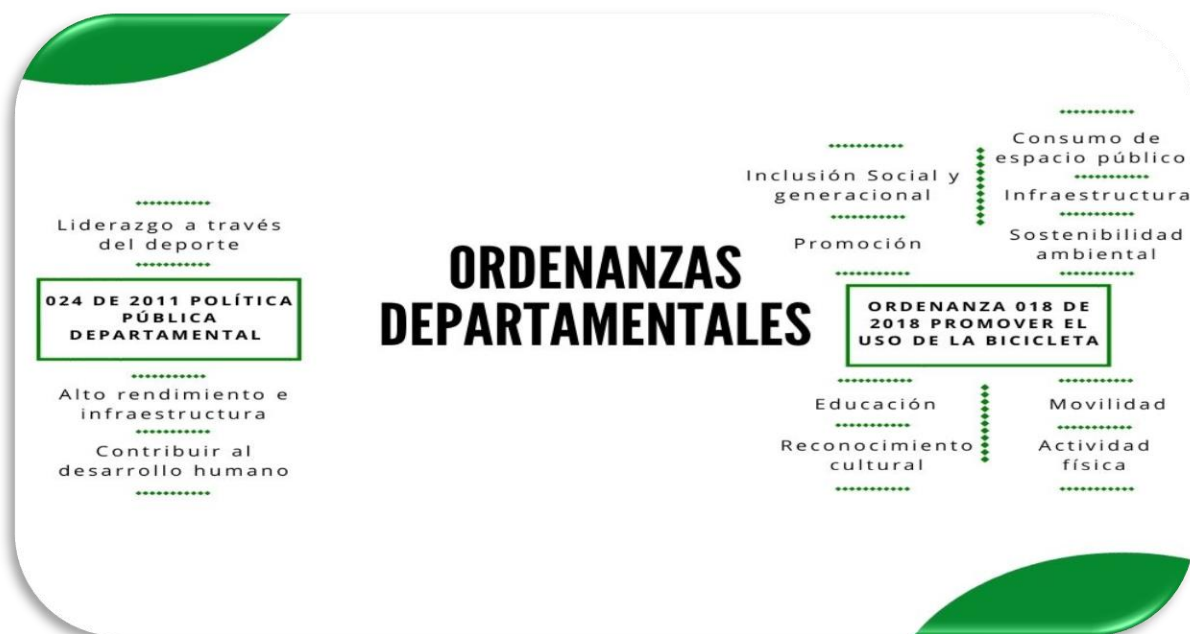 Liderazgo a través
del deporte
024 DE 2011 POLÍTICA
PÚBLICA
DEPARTAMENTAL
Alto rendimiento e
infraestructura
Contribuir al
desarrollo humano
ORDENANZAS
DEPARTAMENTALES
Inclusión Social y
generacional
Promoción
Consumo de
espacio público
Infraestructura
Sostenibilidad
ambiental
ORDENANZA 018 DE
2018 PROMOVER EL
USO DE LA BICICLETA
Educación
Reconocimiento
cultural
Movilidad
Actividad
física